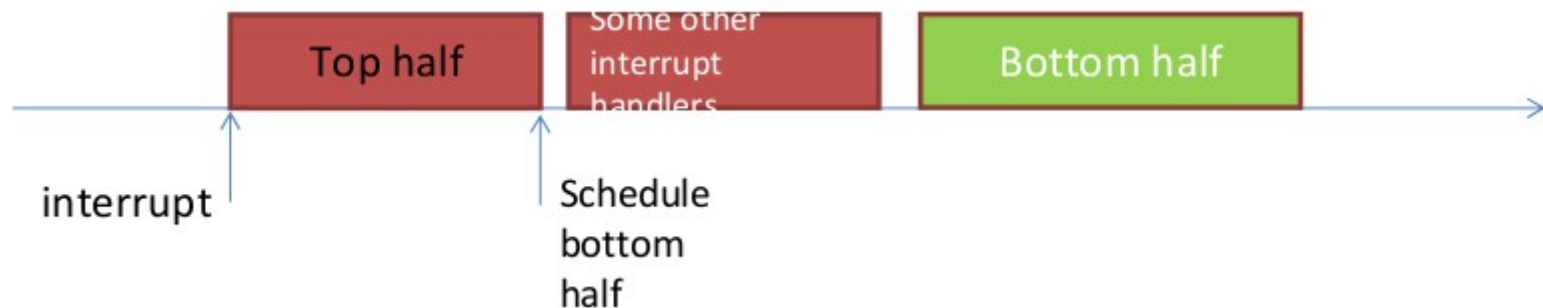 Top half
Some other
interrupt
handlers
Bottom half
interrupt
Schedule
bottom
half